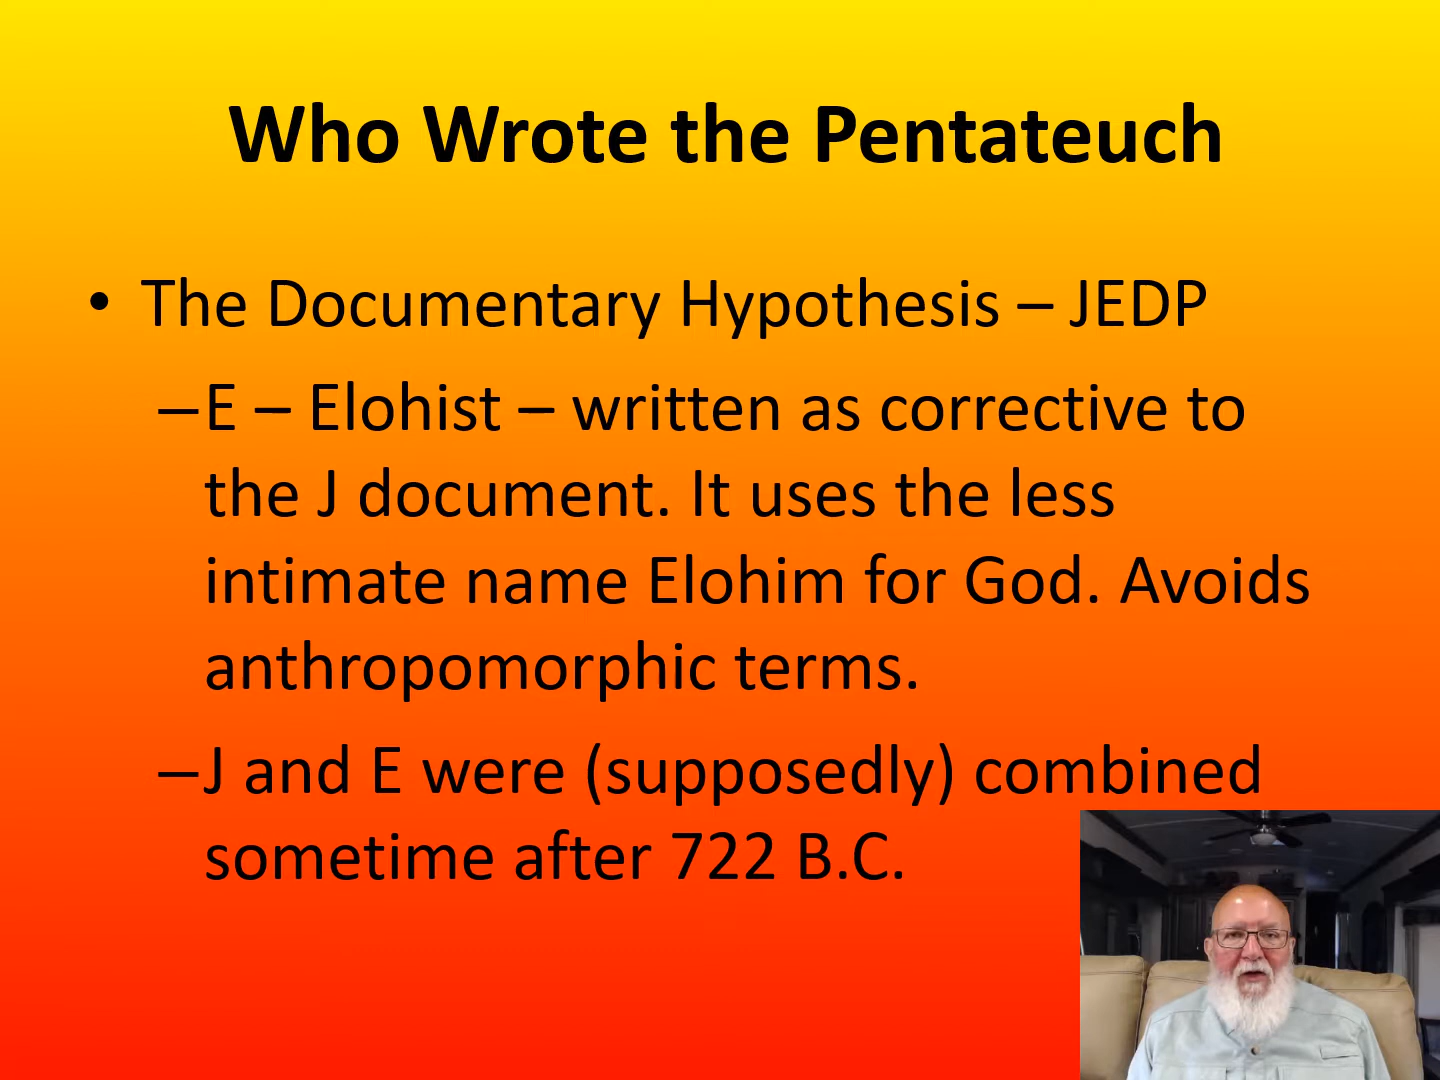 Who Wrote the Pentateuch
• The Documentary Hypothesis – JEDP
–E – Elohist – written as corrective to
the J document. It uses the less
intimate name Elohim for God. Avoids
anthropomorphic terms.
–J and E were (supposedly) combined
sometime after 722 B.C.